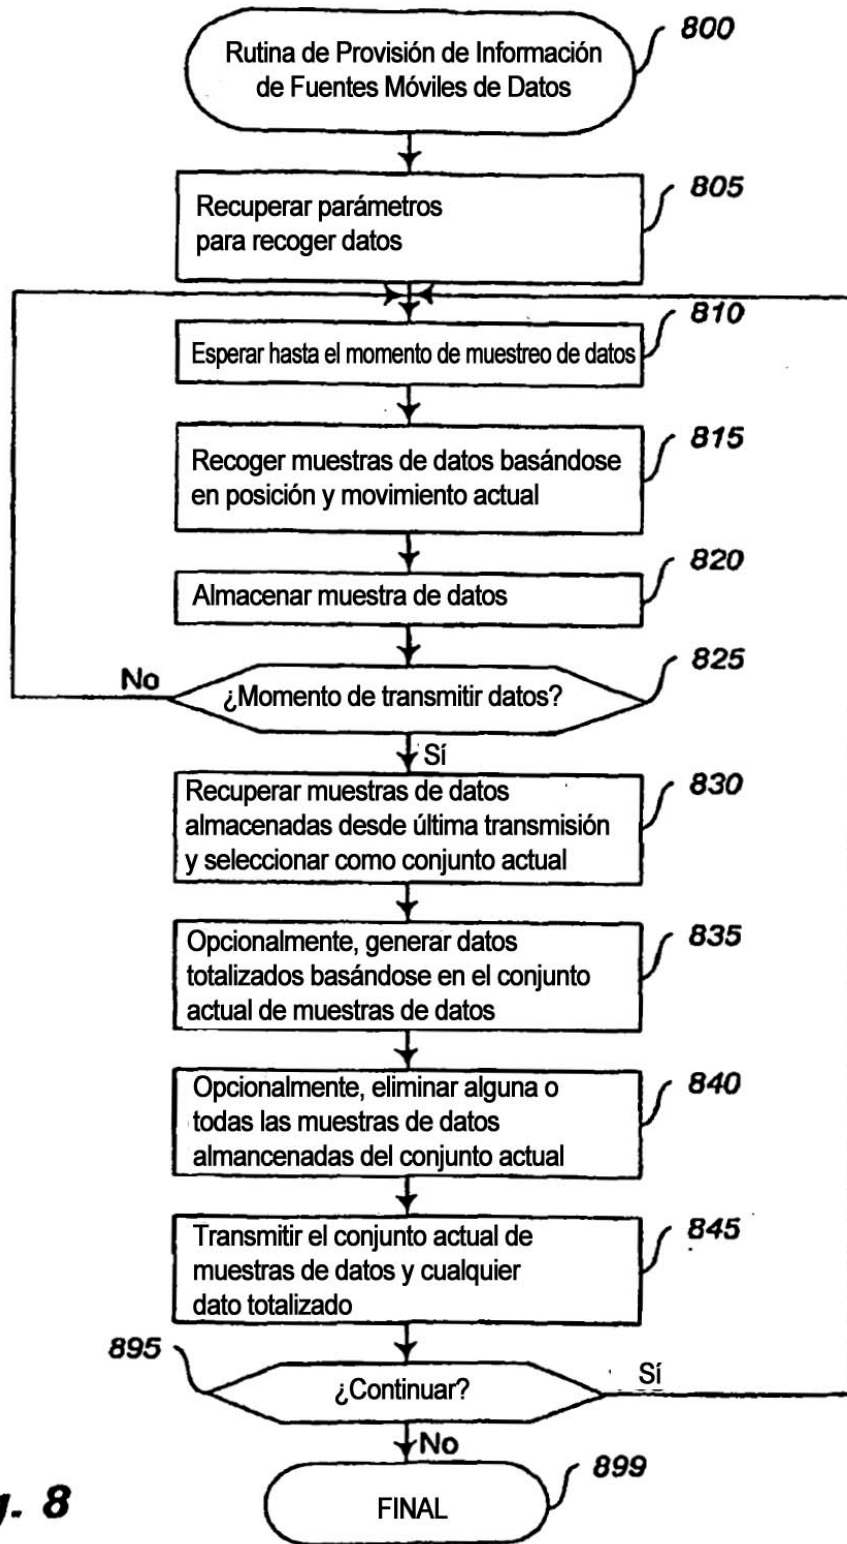 800
Rutina de Provisión de Información
de Fuentes Móviles de Datos
805
Recuperar parámetros
para recoger datos
810
Esperar hasta el momento de muestreo de datos
815
Recoger muestras de datos basándose
en posición y movimiento actual
820
Almacenar muestra de datos
825
No
¿Momento de transmitir datos?
Sí
830
Recuperar muestras de datos
almacenadas desde última transmisión
y seleccionar como conjunto actual
835
Opcionalmente, generar datos
totalizados basándose en el conjunto
actual de muestras de datos
840
Opcionalmente, eliminar alguna o
todas las muestras de datos
almancenadas del conjunto actual
845
Transmitir el conjunto actual de
muestras de datos y cualquier
dato totalizado
895
¿Continuar?
Sí
No
899
FINAL
g. 8